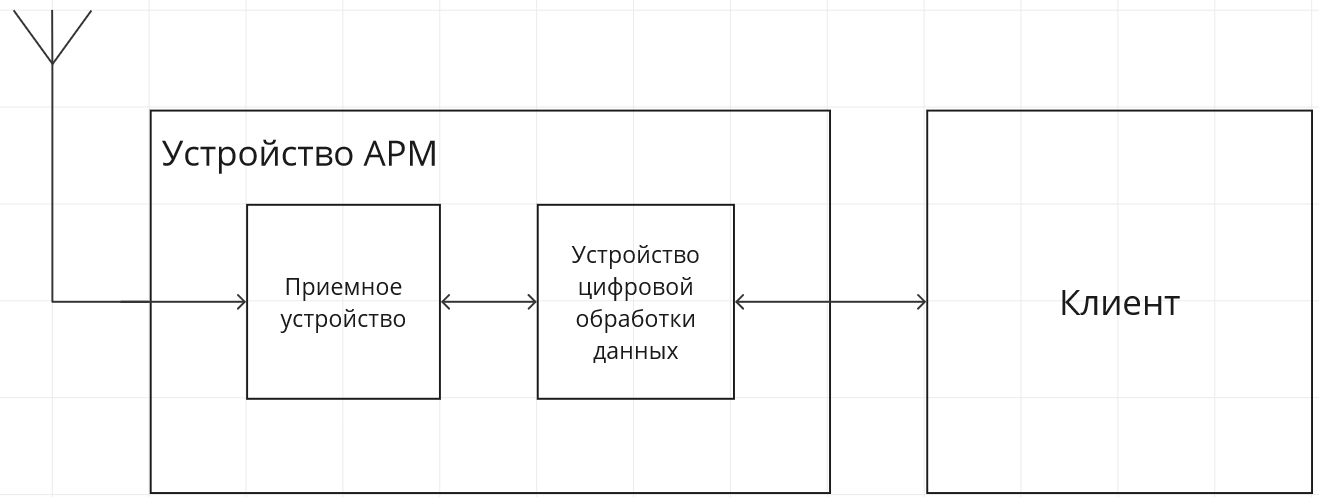 Устройство АРМ
Приемное
устройство
Устройство
цифровой
обработки
данных
Клиент